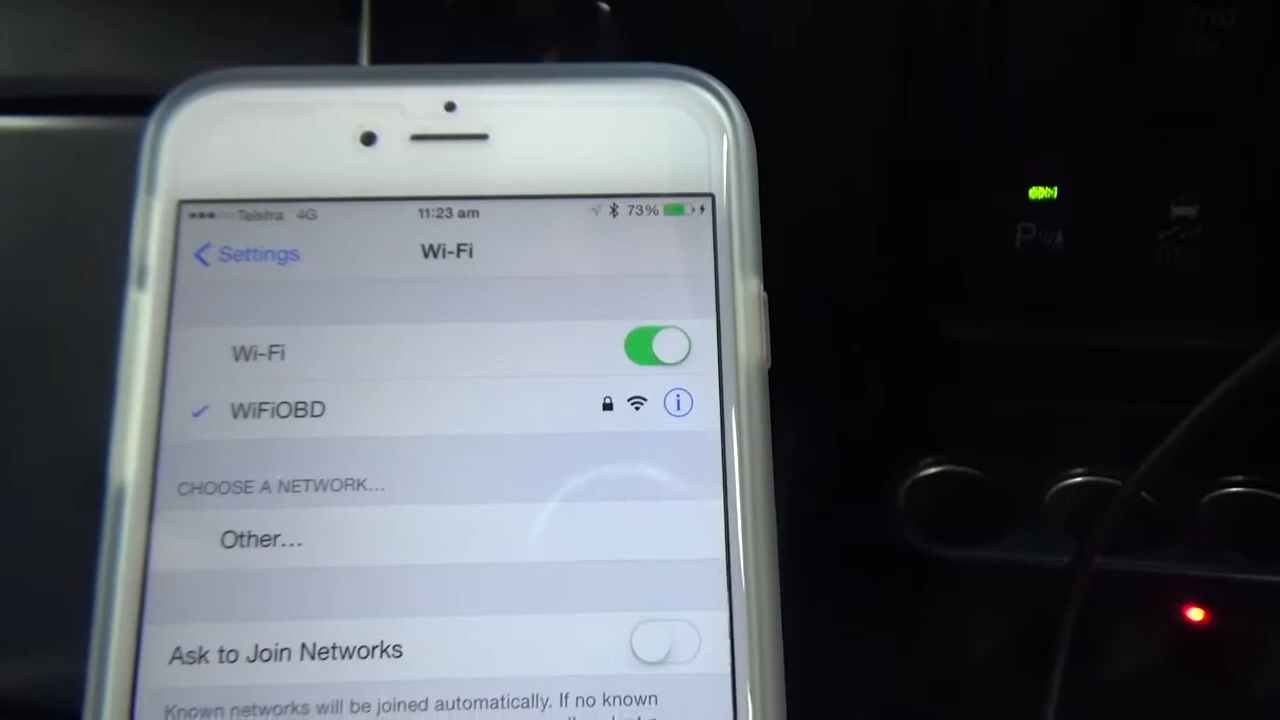 Telstra 4G 11:23 am 73%
Settings Wi-Fi
Wi-Fi
WiFiOBD
CHOOSE A NETWORK...
Other...
Ask to Join Networks
Known networks will be joined automatically. If no known